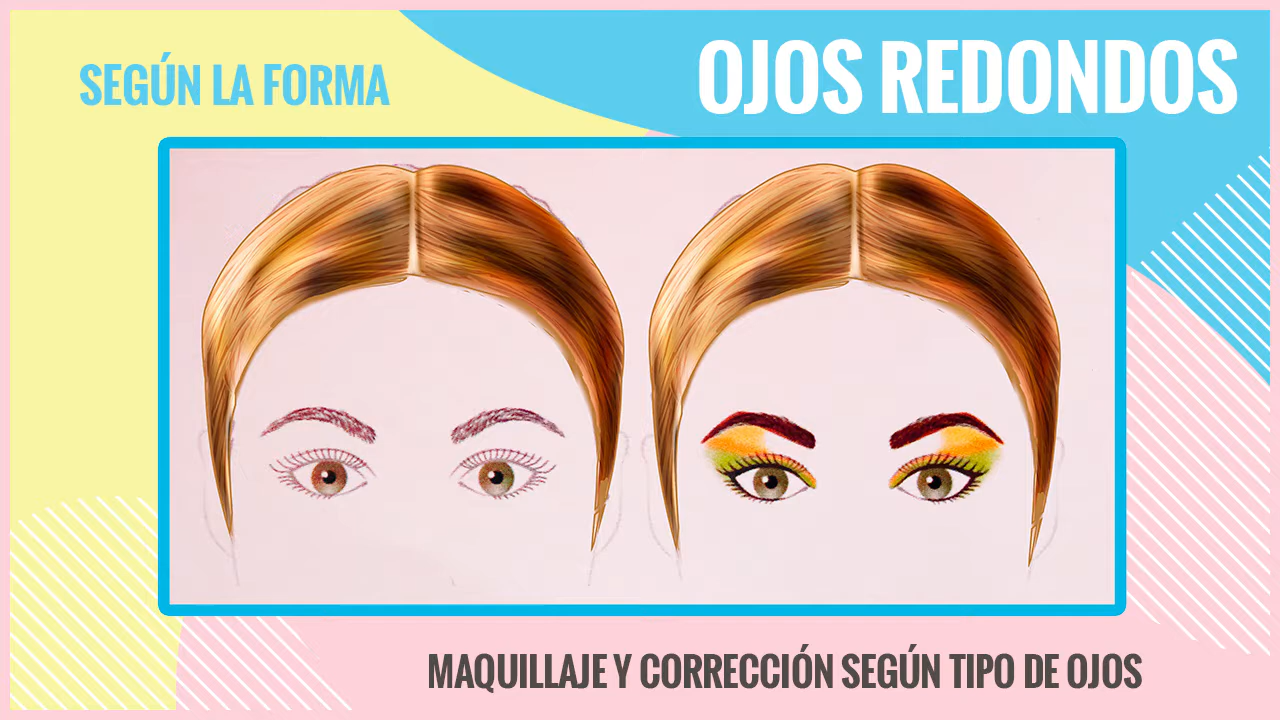 SEGÚN LA FORMA
OJOS REDONDOS
MAQUILLAJE Y CORRECCIÓN SEGÚN TIPO DE OJOS